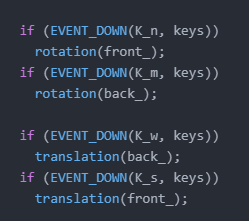 if (EVENT_DOWN(K_n, keys))
  rotation(front_);
if (EVENT_DOWN(K_m, keys))
  rotation(back_);

if (EVENT_DOWN(K_w, keys))
  translation(back_);
if (EVENT_DOWN(K_s, keys))
  translation(front_);